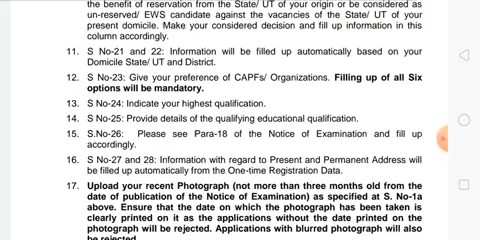 the benefit of reservation from the State/ UT of your origin or be considered as
un-reserved/ EWS candidate against the vacancies of the State/ UT of your
present domicile. Make your considered decision and fill up information in this
column accordingly.
11. S No-21 and 22: Information will be filled up automatically based on your
Domicile State/ UT and District.
12. S No-23: Give your preference of CAPFs/ Organizations. Filling up of all Six
options will be mandatory.
13. S No-24: Indicate your highest qualification.
14. S No-25: Provide details of the qualifying educational qualification.
15. S.No-26: Please see Para-18 of the Notice of Examination and fill up
accordingly.
16. S No-27 and 28: Information with regard to Present and Permanent Address will
be filled up automatically from the One-time Registration Data.
17. Upload your recent Photograph (not more than three months old from the
date of publication of the Notice of Examination) as specified at S. No-1a
above. Ensure that the date on which the photograph has been taken is
clearly printed on it as the applications without the date printed on the
photograph will be rejected. Applications with blurred photograph will also
be rejected.